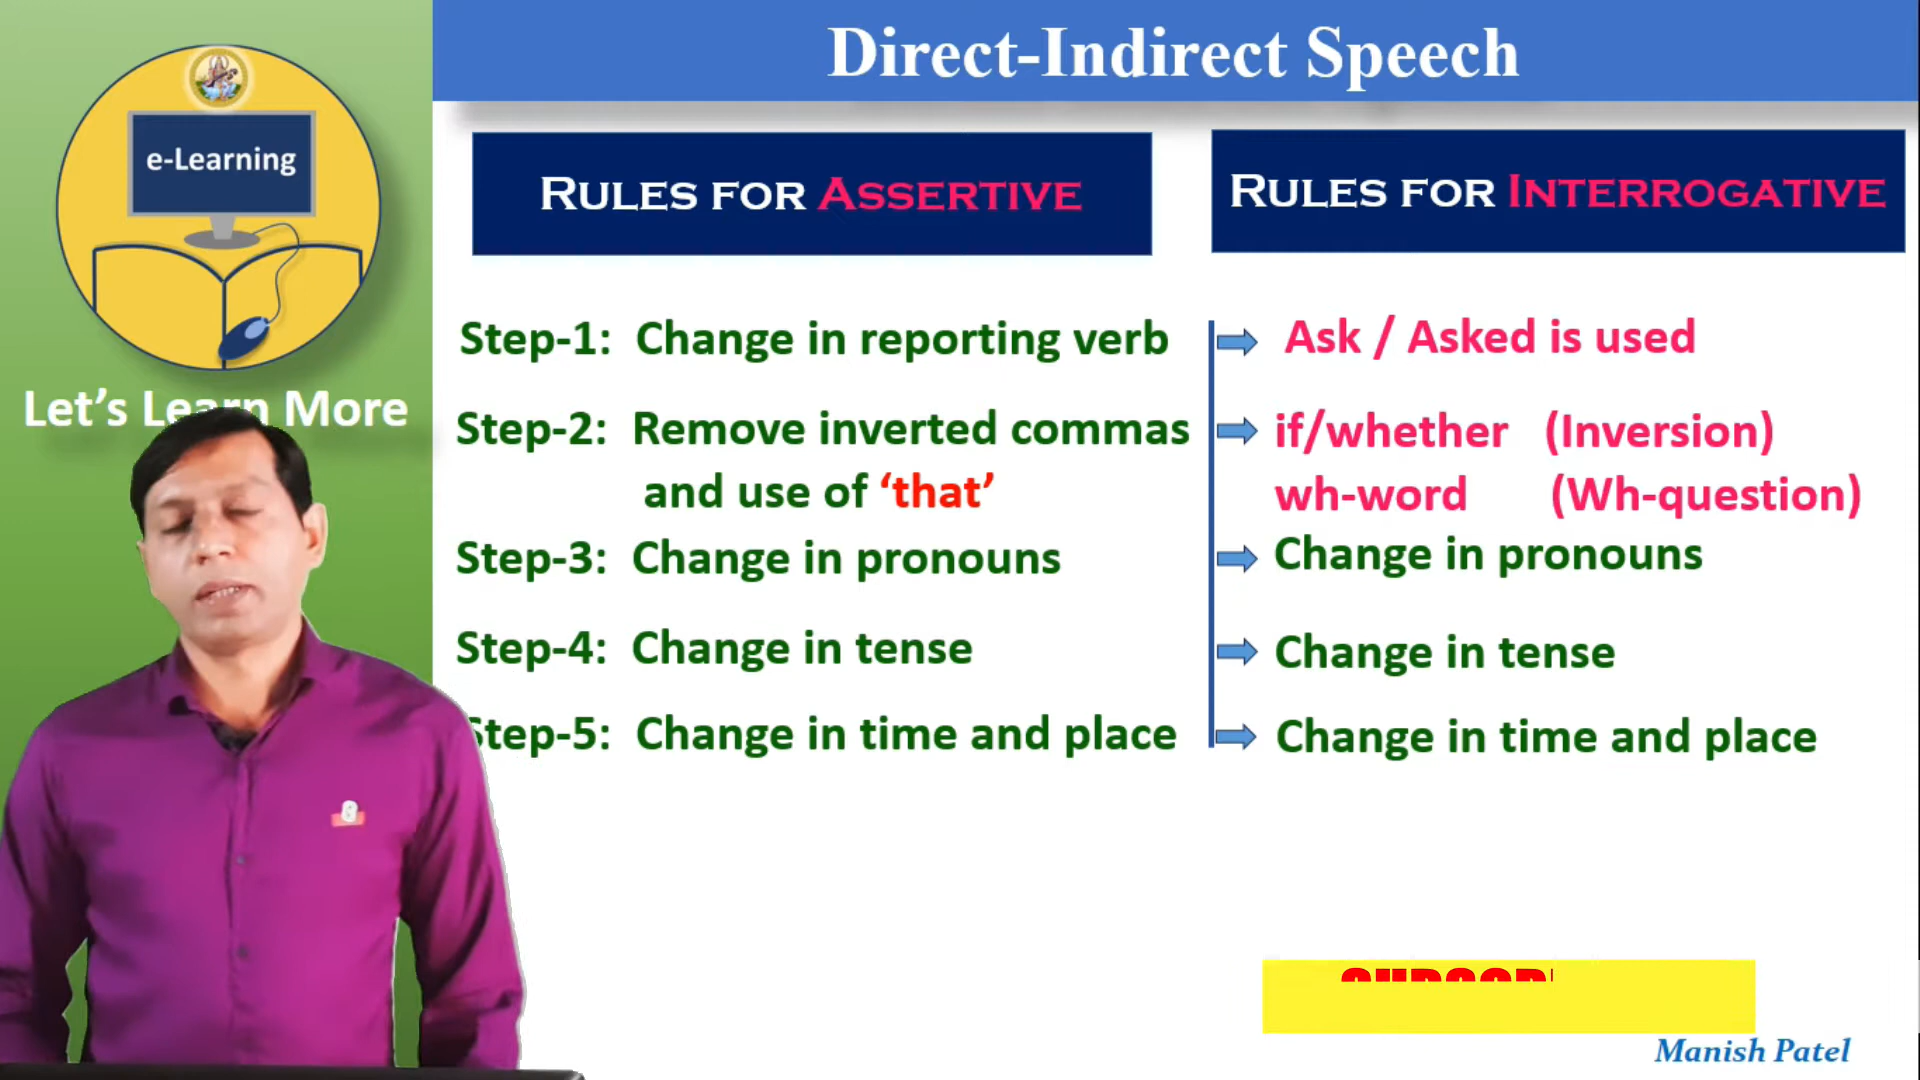 Direct-Indirect Speech
e-Learning
Let's Learn More
RULES FOR ASSERTIVE
Step-1: Change in reporting verb
Step-2: Remove inverted commas
and use of 'that'
Step-3: Change in pronouns
Step-4: Change in tense
Step-5: Change in time and place
RULES FOR INTERROGATIVE
Ask / Asked is used
if/whether (Inversion)
wh-word (Wh-question)
Change in pronouns
Change in tense
Change in time and place
Manish Patel